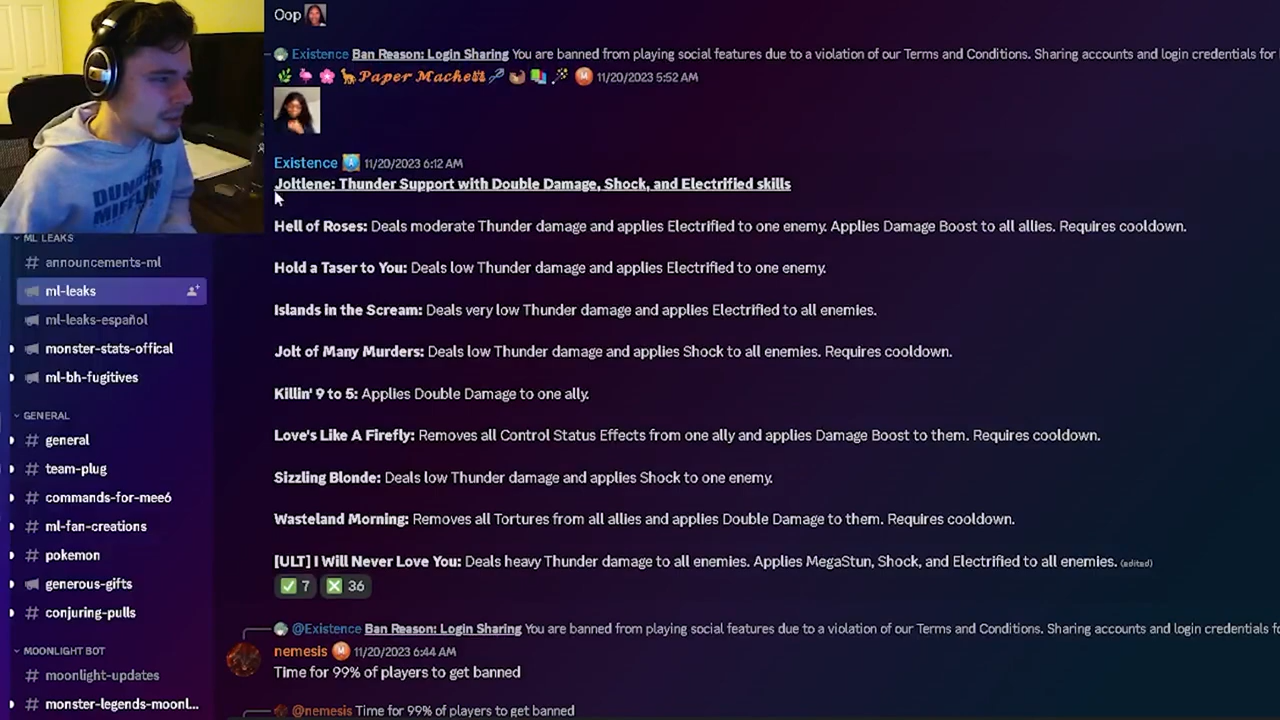 Oop
Existence Ban Reason: Login Sharing You are banned from playing social features due to a violation of our Terms and Conditions. Sharing accounts and login credentials for
Paper Mache 11/20/2023 5:52 AM
Existence 11/20/2023 6:12 AM
Joltlene: Thunder Support with Double Damage, Shock, and Electrified skills
Hell of Roses: Deals moderate Thunder damage and applies Electrified to one enemy. Applies Damage Boost to all allies. Requires cooldown.
Hold a Taser to You: Deals low Thunder damage and applies Electrified to one enemy.
Islands in the Scream: Deals very low Thunder damage and applies Electrified to all enemies.
Jolt of Many Murders: Deals low Thunder damage and applies Shock to all enemies. Requires cooldown.
Killin' 9 to 5: Applies Double Damage to one ally.
Love's Like A Firefly: Removes all Control Status Effects from one ally and applies Damage Boost to them. Requires cooldown.
Sizzling Blonde: Deals low Thunder damage and applies Shock to one enemy.
Wasteland Morning: Removes all Tortures from all allies and applies Double Damage to them. Requires cooldown.
[ULT] I Will Never Love You: Deals heavy Thunder damage to all enemies. Applies MegaStun, Shock, and Electrified to all enemies. (edited)
7 36
@Existence Ban Reason: Login Sharing You are banned from playing social features due to a violation of our Terms and Conditions. Sharing accounts and login credentials
nemesis M 11/20/2023 6:44 AM
Time for 99% of players to get banned
@nemesis Time for 99% of players to get banned
DUNDER
MIFFLIN
ML LEAKS
announcements-ml
ml-leaks
ml-leaks-español
monster-stats-offical
ml-bh-fugitives
GENERAL
general
team-plug
commands-for-mee6
ml-fan-creations
pokemon
generous-gifts
conjuring-pulls
MOONLIGHT BOT
moonlight-updates
monster-legends-moonl...